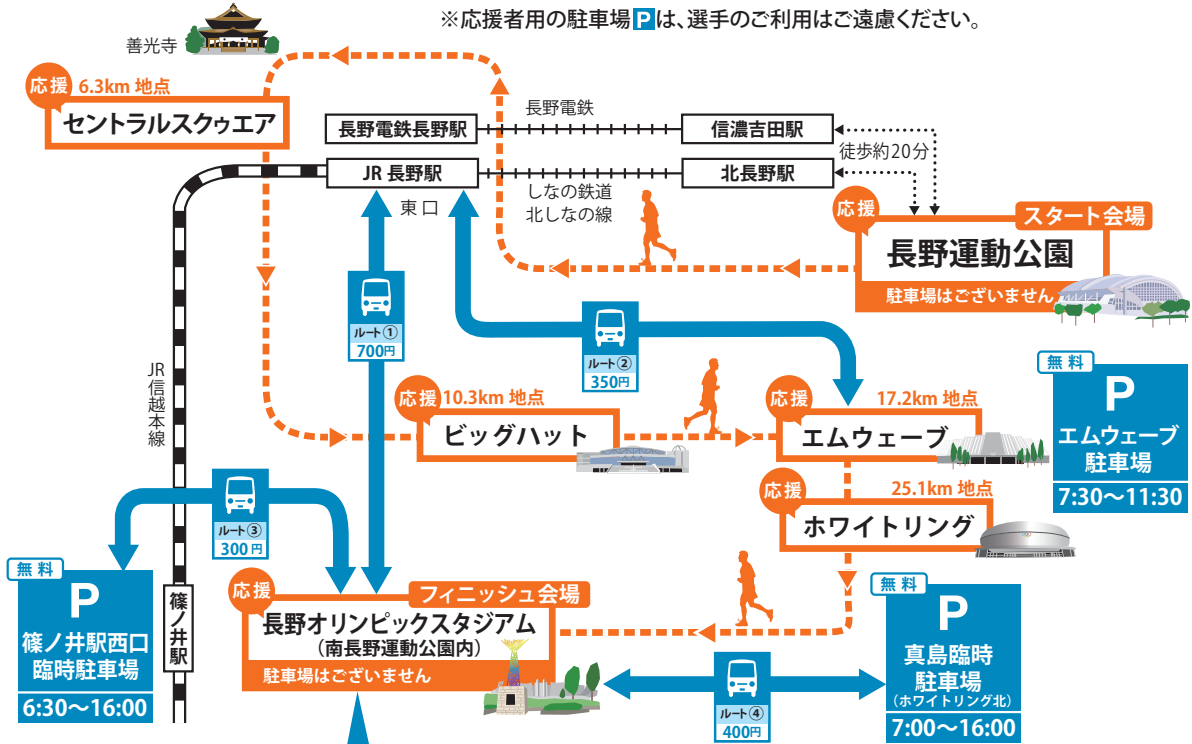 ※応援者用の駐車場Pは、選手のご利用はご遠慮ください。
善光寺
応援
6.3km 地点
セントラルスクゥエア
長野電鉄長野駅
長野電鉄
信濃吉田駅
徒歩約20分
JR 長野駅
しなの鉄道
北しなの線
北長野駅
東口
応援
スタート会場
長野運動公園
駐車場はございません
ルート①
700円
ルート②
350円
JR信越本線
応援
10.3km 地点
ビッグハット
応援
17.2km 地点
エムウェーブ
無料
P
エムウェーブ
駐車場
7:30～11:30
応援
25.1km 地点
ホワイトリング
ルート③
300円
無料
P
篠ノ井駅西口
臨時駐車場
6:30～16:00
篠ノ井駅
応援
フィニッシュ会場
長野オリンピックスタジアム
（南長野運動公園内）
駐車場はございません
ルート④
400円
無料
P
真島臨時
駐車場
（ホワイトリング北）
7:00～16:00